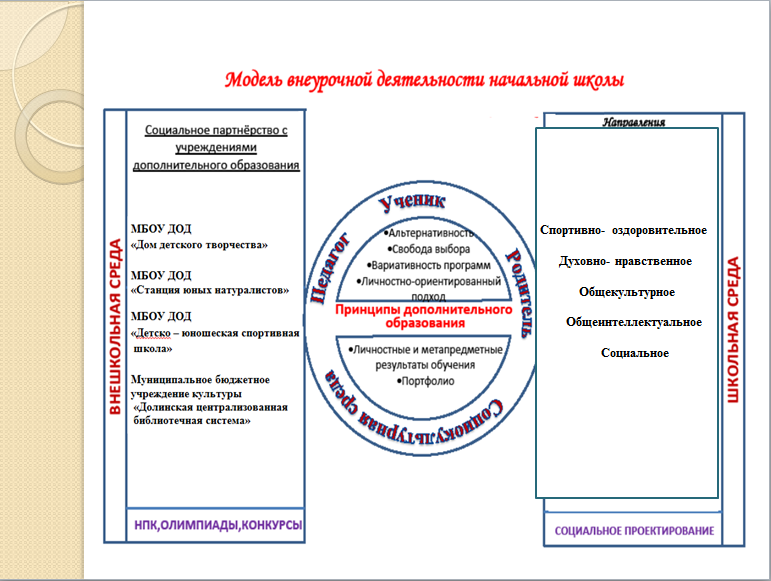 Модель внеурочной деятельности начальной школы
ВНЕШКОЛЬНАЯ СРЕДА
Социальное партнёрство с
учреждениями
дополнительного образования
МБОУ ДОД
«Дом детского творчества»
МБОУ ДОД
«Станция юных натуралистов»
МБОУ ДОД
«Детско – юношеская спортивная
школа»
Муниципальное бюджетное
учреждение культуры
«Долинская централизованная
библиотечная система»
НПК,ОЛИМПИАДЫ,КОНКУРСЫ
Педагог
Ученик
Родитель
•Альтернативность
•Свобода выбора
•Вариативность программ
•Личностно-ориентированный
подход
Принципы дополнительного
образования
•Личностные и метапредметные
результаты обучения
•Портфолио
Социокультурная среда
Направления
Спортивно- оздоровительное
Духовно- нравственное
Общекультурное
Общеинтеллектуальное
Социальное
СОЦИАЛЬНОЕ ПРОЕКТИРОВАНИЕ
ШКОЛЬНАЯ СРЕДА